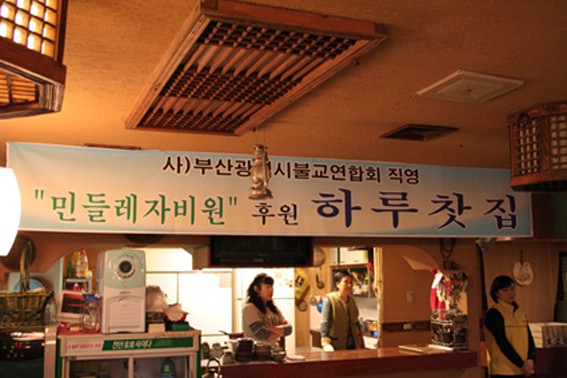 사)부산광역시불교연합회 직영
"민들레자비원" 후원 하루찻집